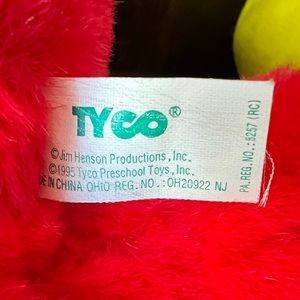 TYCO®
© Jim Henson Productions, Inc.
© 1995 Tyco Preschool Toys, Inc.
DE IN CHINA OHIO REG. NO.: OH20922 NJ
PA. REG. NO.: 5257 (RC)